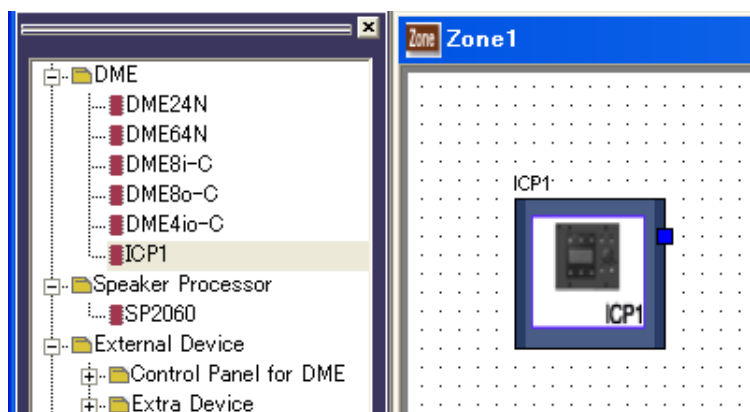 DME
DME24N
DME64N
DME8i-C
DME8o-C
DME4io-C
ICP1
Speaker Processor
SP2060
External Device
Control Panel for DME
Extra Device
Zone Zone1
ICP1
ICP1